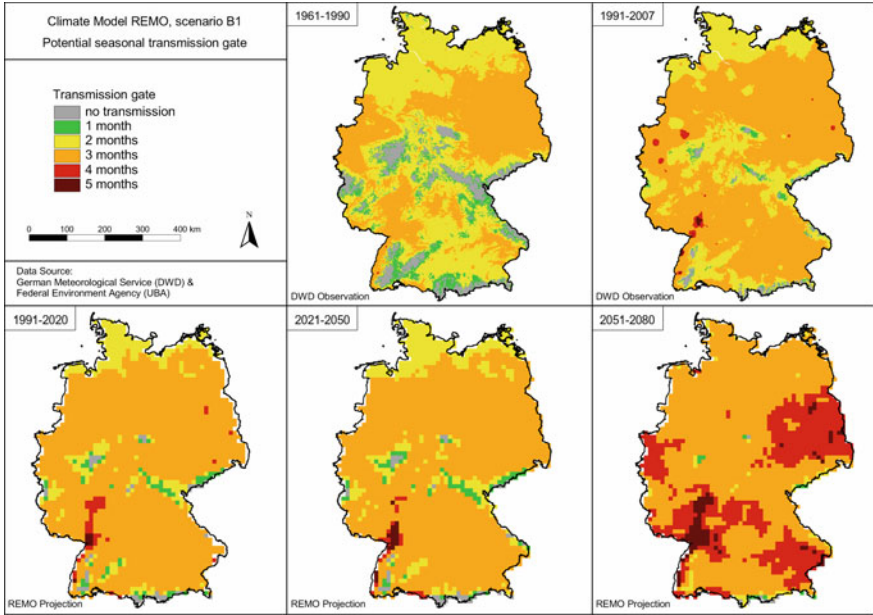 Climate Model REMO, scenario B1
Potential seasonal transmission gate
Transmission gate
no transmission
1 month
2 months
3 months
4 months
5 months
0 100 200 300 400 km
N
Data Source:
German Meteorological Service (DWD) &
Federal Environment Agency (UBA)
1961-1990
DWD Observation
1991-2007
DWD Observation
1991-2020
REMO Projection
2021-2050
REMO Projection
2051-2080
REMO Projection